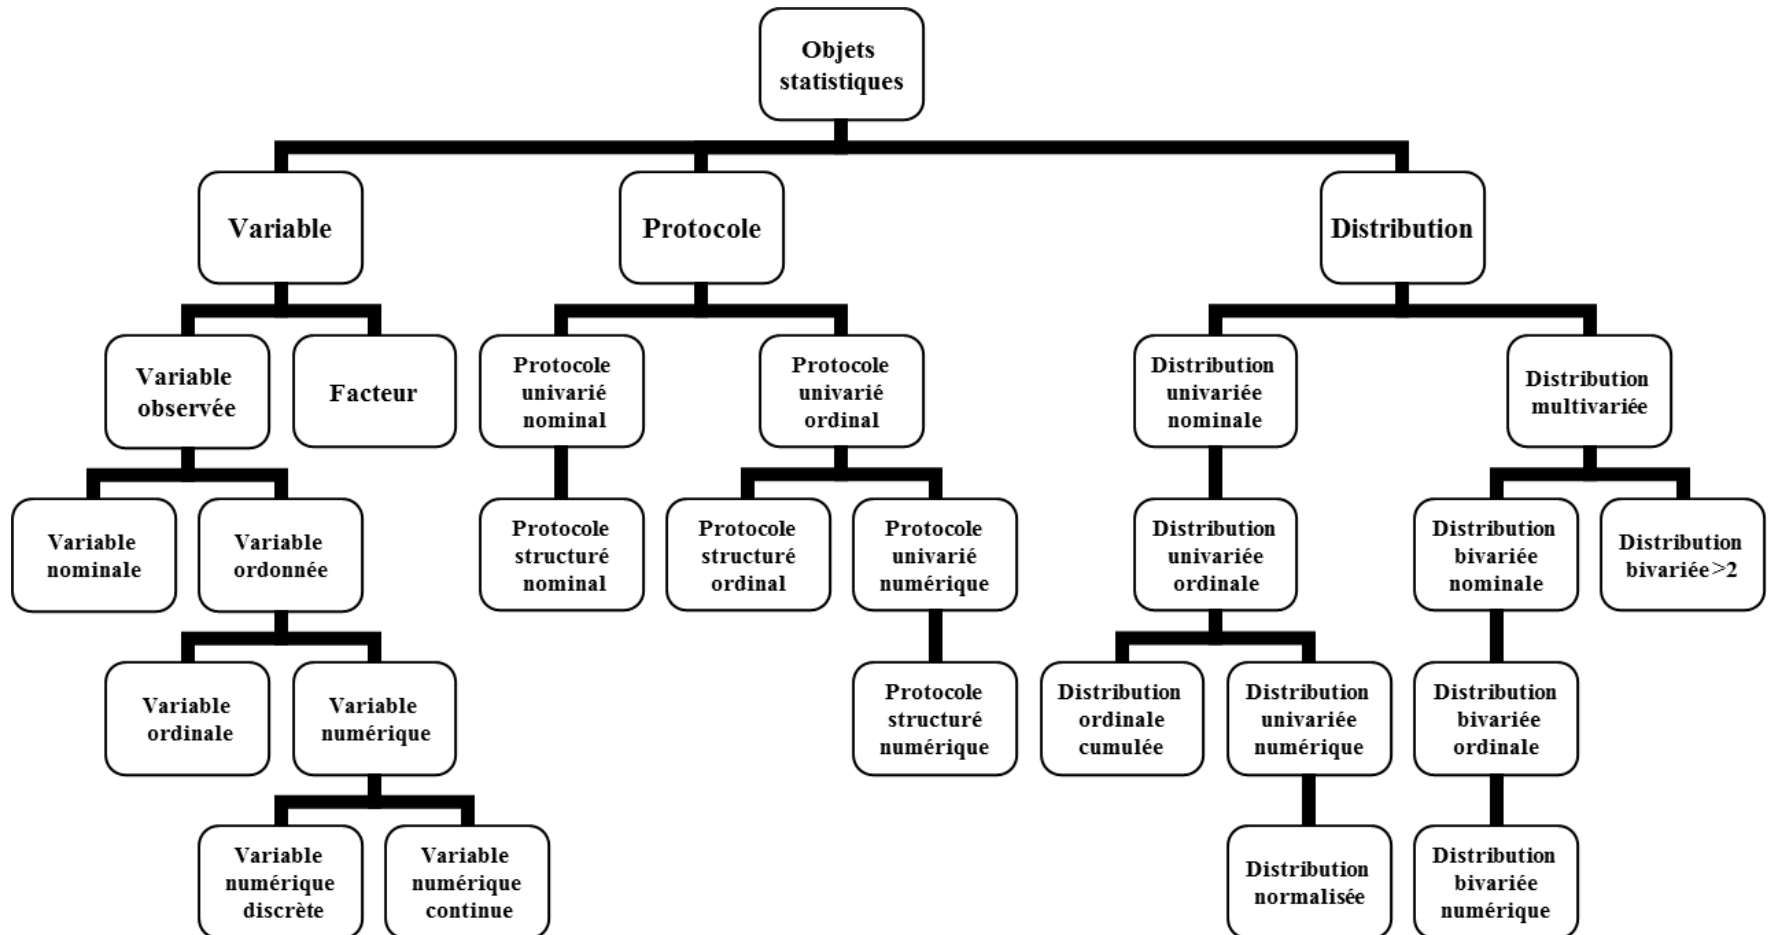 Objets
statistiques
Variable
Protocole
Distribution
Variable
observée
Facteur
Protocole
univarié
nominal
Protocole
univarié
ordinal
Distribution
univariée
nominale
Distribution
multivariée
Variable
nominale
Variable
ordonnée
Protocole
structuré
nominal
Protocole
structuré
ordinal
Protocole
univarié
numérique
Distribution
univariée
ordinale
Distribution
bivariée
nominale
Distribution
bivariée >2
Variable
ordinale
Variable
numérique
Protocole
structuré
numérique
Distribution
ordinale
cumulée
Distribution
univariée
numérique
Distribution
bivariée
ordinale
Variable
numérique
discrète
Variable
numérique
continue
Distribution
normalisée
Distribution
bivariée
numérique